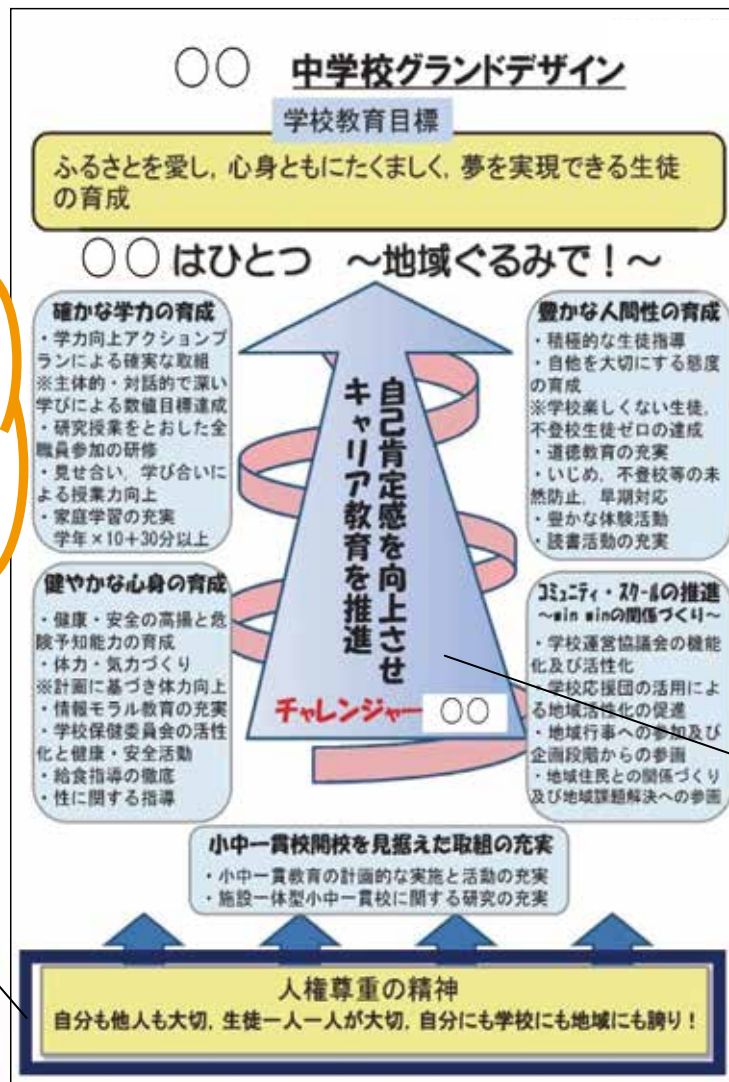 ○○ 中学校グランドデザイン
学校教育目標
ふるさとを愛し，心身ともにたくましく，夢を実現できる生徒
の育成
○○はひとつ ～地域ぐるみで！～
確かな学力の育成
・学力向上アクションプ
ランによる確実な取組
※主体的・対話的で深い
学びによる数値目標達成
・研究授業をとおした全
職員参加の研修
・見せ合い，学び合いに
よる授業力向上
・家庭学習の充実
学年×10＋30分以上
豊かな人間性の育成
・積極的な生徒指導
・自他を大切にする態度
の育成
※学校楽しくない生徒，
不登校生徒ゼロの達成
・道徳教育の充実
・いじめ，不登校等の未
然防止，早期対応
・豊かな体験活動
・読書活動の充実
自己肯定感を向上させ
キャリア教育を推進
チャレンジャー ○○
健やかな心身の育成
・健康・安全の高揚と危
険予知能力の育成
・体力・気力づくり
※計画に基づき体力向上
・情報モラル教育の充実
・学校保健委員会の活性
化と健康・安全活動
・給食指導の徹底
・性に関する指導
コミュニティ・スクールの推進
～win winの関係づくり～
・学校運営協議会の機能
化及び活性化
・学校応援団の活用によ
る地域活性化の促進
・地域行事への参加及び
企画段階からの参画
・地域住民との関係づくり
及び地域課題解決への参画
小中一貫校開校を見据えた取組の充実
・小中一貫教育の計画的な実施と活動の充実
・施設一体型小中一貫校に関する研究の充実
人権尊重の精神
自分も他人も大切，生徒一人一人が大切，自分にも学校にも地域にも誇り！